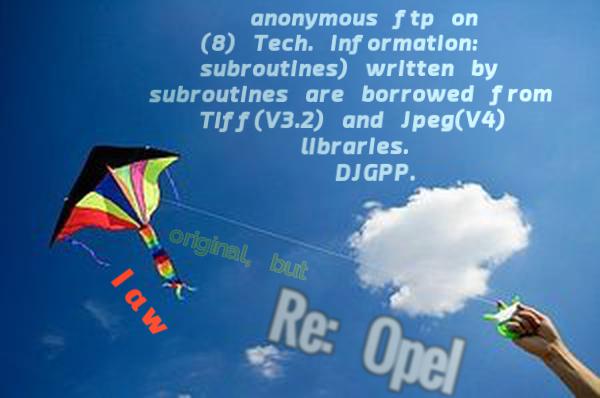 anonymous ftp on
(8) Tech. Information:
subroutines) written by
subroutines are borrowed from
Tiff(V3.2) and Jpeg(V4)
libraries.
DJGPP.
original, but
law
Re: Opel